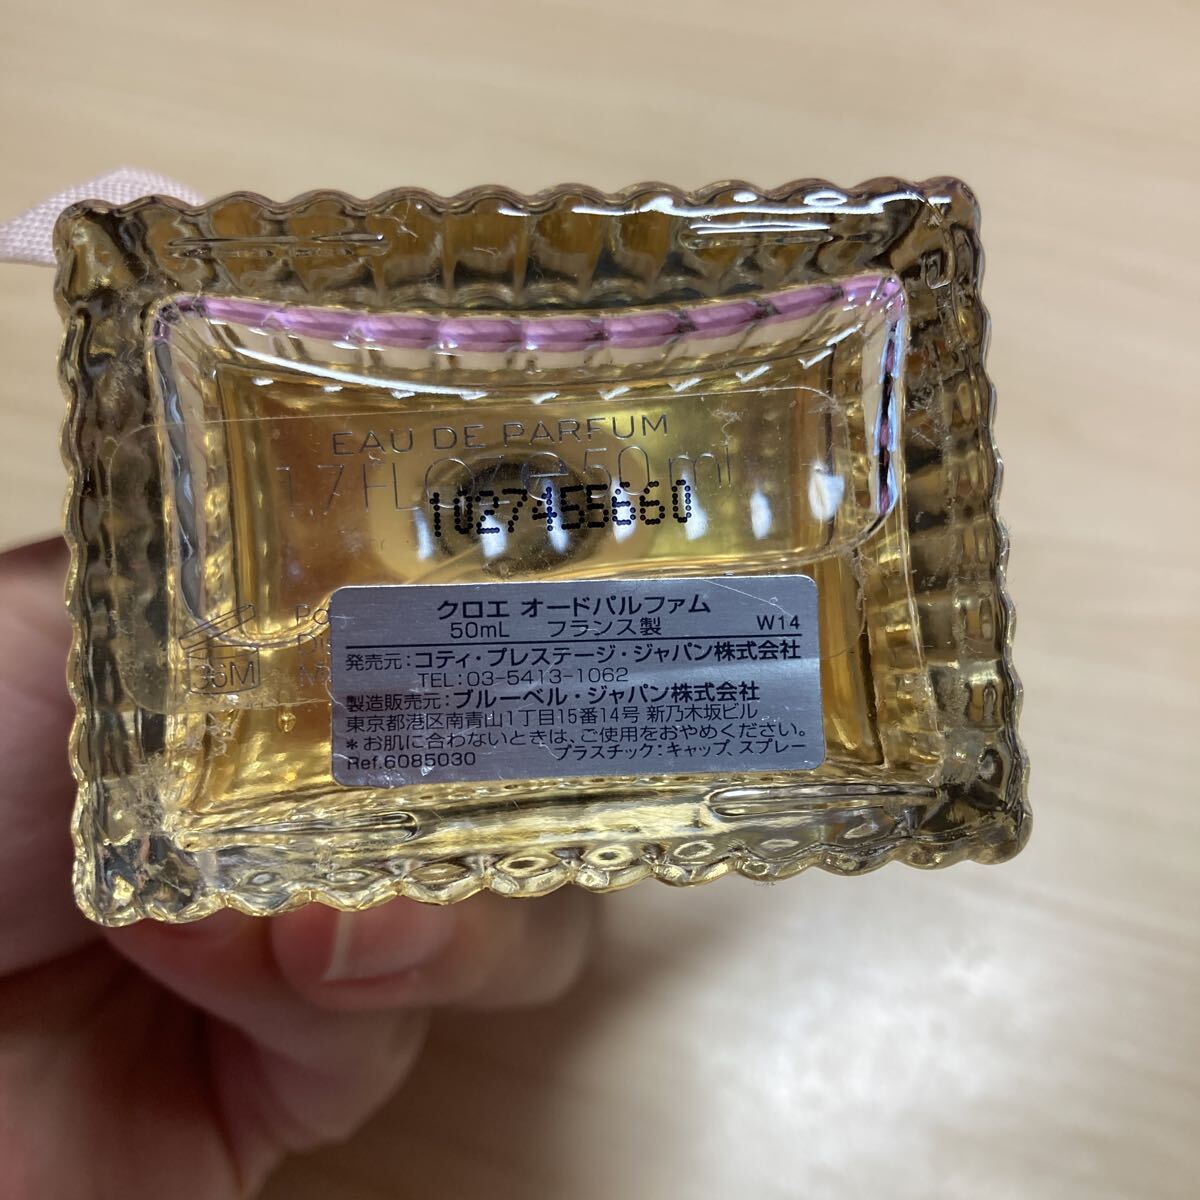 EAU DE PARFUM
1,7 FL OZ ℮ 50 ml
1027455660
36M
クロエ オードパルファム
50mL フランス製 W14
発売元:コティ・プレステージ・ジャパン株式会社
TEL:03-5413-1062
製造販売元:ブルーベル・ジャパン株式会社
東京都港区南青山1丁目15番14号 新乃木坂ビル
*お肌に合わないときは、ご使用をおやめください。
Ref.6085030 プラスチック:キャップ、スプレー